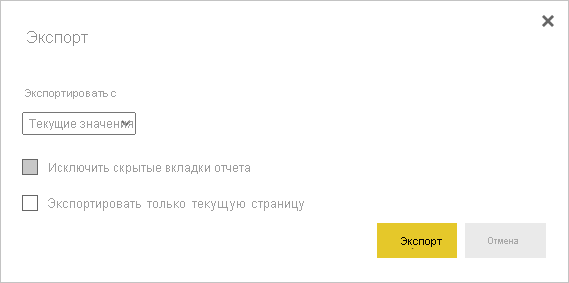 Экспорт
Экспортировать с
Текущие значения
Исключить скрытые вкладки отчета
Экспортировать только текущую страницу
Экспорт
Отмена